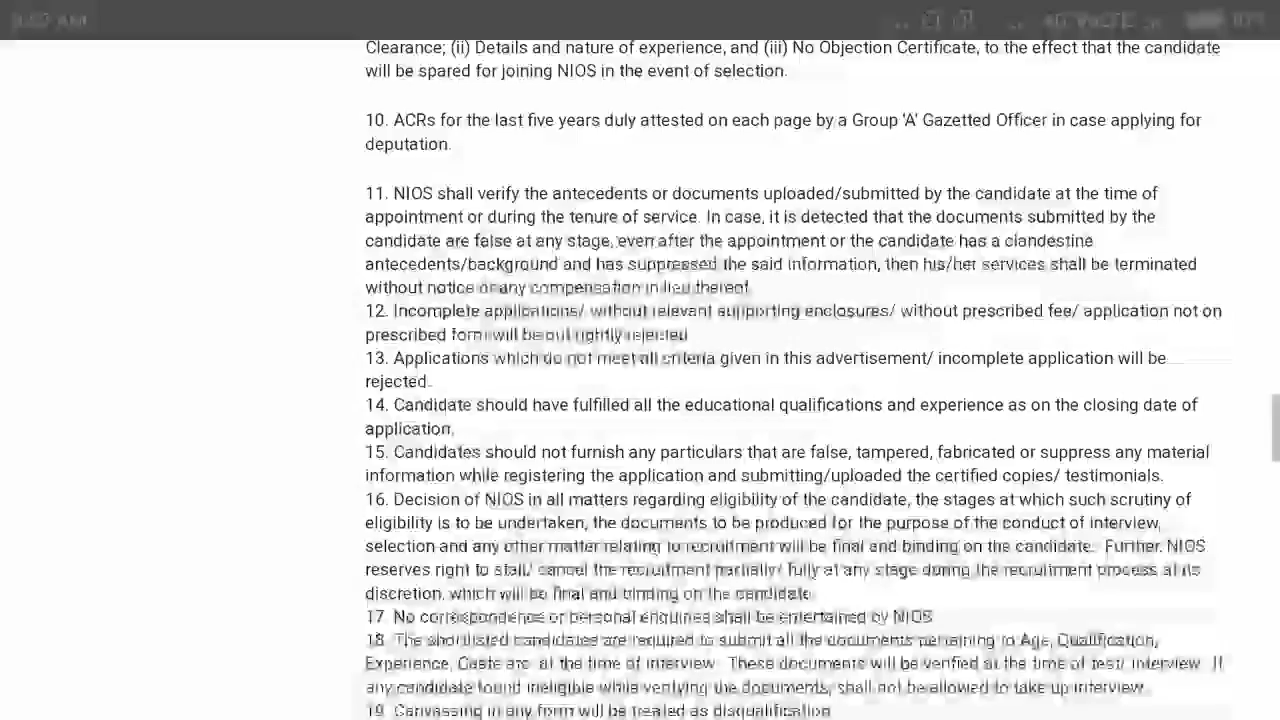 Clearance; (ii) Details and nature of experience, and (iii) No Objection Certificate, to the effect that the candidate
will be spared for joining NIOS in the event of selection.
10. ACRs for the last five years duly attested on each page by a Group 'A' Gazetted Officer in case applying for
deputation.
11. NIOS shall verify the antecedents or documents uploaded/submitted by the candidate at the time of
appointment or during the tenure of service. In case, it is detected that the documents submitted by the
candidate are false at any stage, even after the appointment or the candidate has a clandestine
antecedents/background and has suppressed the said information, then his/her services shall be terminated
without notice or any compensation in lieu thereof.
12. Incomplete applications/ without relevant supporting enclosures/ without prescribed fee/ application not on
prescribed form will be out rightly rejected
13. Applications which do not meet all criteria given in this advertisement/ incomplete application will be
rejected.
14. Candidate should have fulfilled all the educational qualifications and experience as on the closing date of
application.
15. Candidates should not furnish any particulars that are false, tampered, fabricated or suppress any material
information while registering the application and submitting/uploaded the certified copies/ testimonials.
16. Decision of NIOS in all matters regarding eligibility of the candidate, the stages at which such scrutiny of
eligibility is to be undertaken, the documents to be produced for the purpose of the conduct of interview,
selection and any other matter relating to recruitment will be final and binding on the candidate. Further, NIOS
reserves right to stall/ cancel the recruitment partially/ fully at any stage during the recruitment process at its
discretion, which will be final and binding on the candidate.
17. No correspondence or personal enquiries shall be entertained by NIOS
18. The shortlisted candidates are required to submit all the documents pertaining to Age, Qualification,
Experience, Caste etc. at the time of interview. These documents will be verified at the time of test/ interview. If
any candidate found ineligible while verifying the documents, shall not be allowed to take up interview.
19. Canvassing in any form will be treated as disqualification